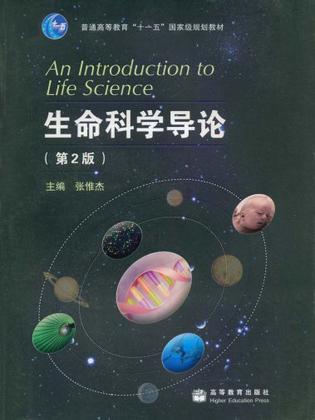 普通高等教育“十一五”国家级规划教材
An Introduction to
Life Science
生命科学导论
(第2版)
主编 张惟杰
高等教育出版社
Higher Education Press